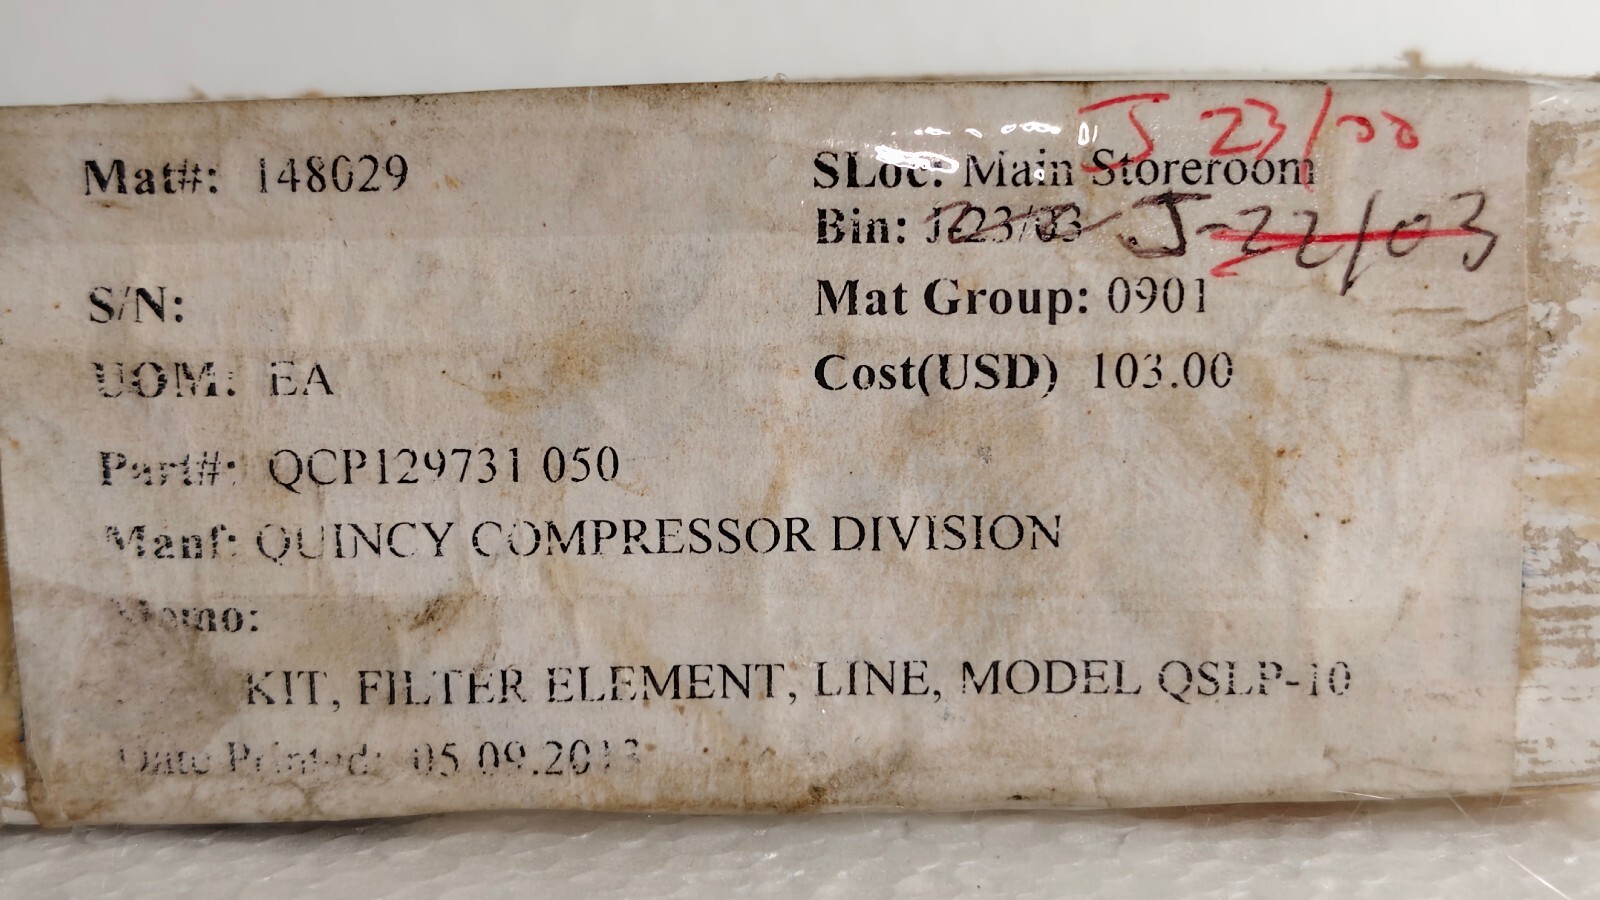 J 23/00
Mat#: 148029 SLoc: Main Storeroom
Bin: J-23/03 J-22/03
S/N: Mat Group: 0901
UOM: EA Cost(USD) 103.00
Part#: QCP129731 050
Manf: QUINCY COMPRESSOR DIVISION
Memo:
KIT, FILTER ELEMENT, LINE, MODEL QSLP-10
Date Printed: 05.09.2013